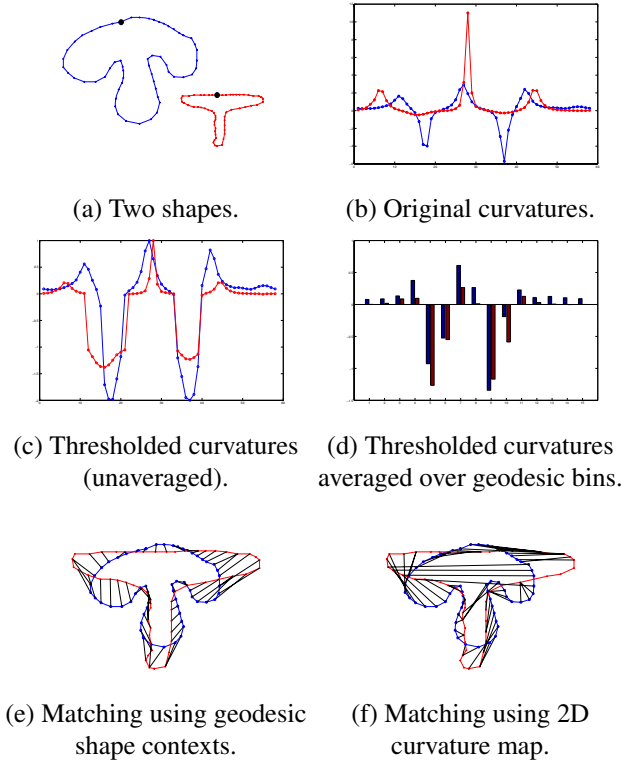 (a) Two shapes.
(b) Original curvatures.
(c) Thresholded curvatures
(unaveraged).
(d) Thresholded curvatures
averaged over geodesic bins.
(e) Matching using geodesic
shape contexts.
(f) Matching using 2D
curvature map.